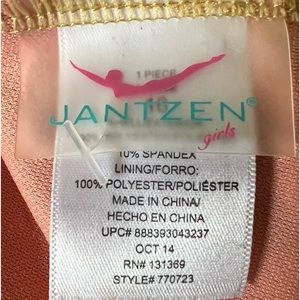 1 PIECE
JANTZEN®
girls
10% SPANDEX
LINING/FORRO:
100% POLYESTER/POLIÉSTER
MADE IN CHINA/
HECHO EN CHINA
UPC# 888393043237
OCT 14
RN# 131369
STYLE# 770723